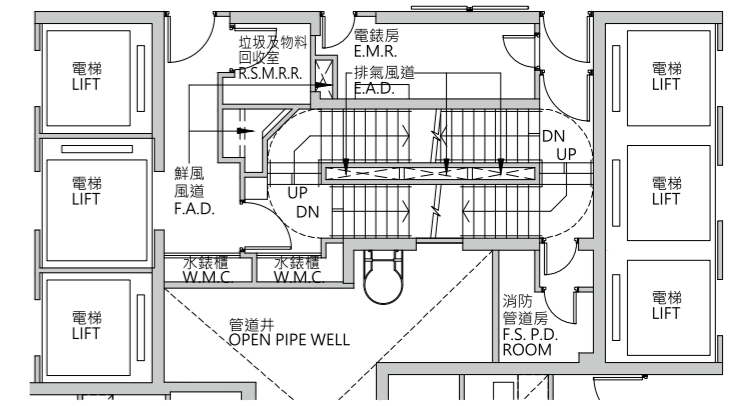 電梯
LIFT
垃圾及物料
回收室
R.S.M.R.R.
電錶房
E.M.R.
排氣風道
E.A.D.
電梯
LIFT
DN
UP
鮮風
風道
F.A.D.
電梯
LIFT
UP
DN
電梯
LIFT
水錶櫃
W.M.C.
水錶櫃
W.M.C.
電梯
LIFT
管道井
OPEN PIPE WELL
消防
管道房
F.S. P.D.
ROOM
電梯
LIFT